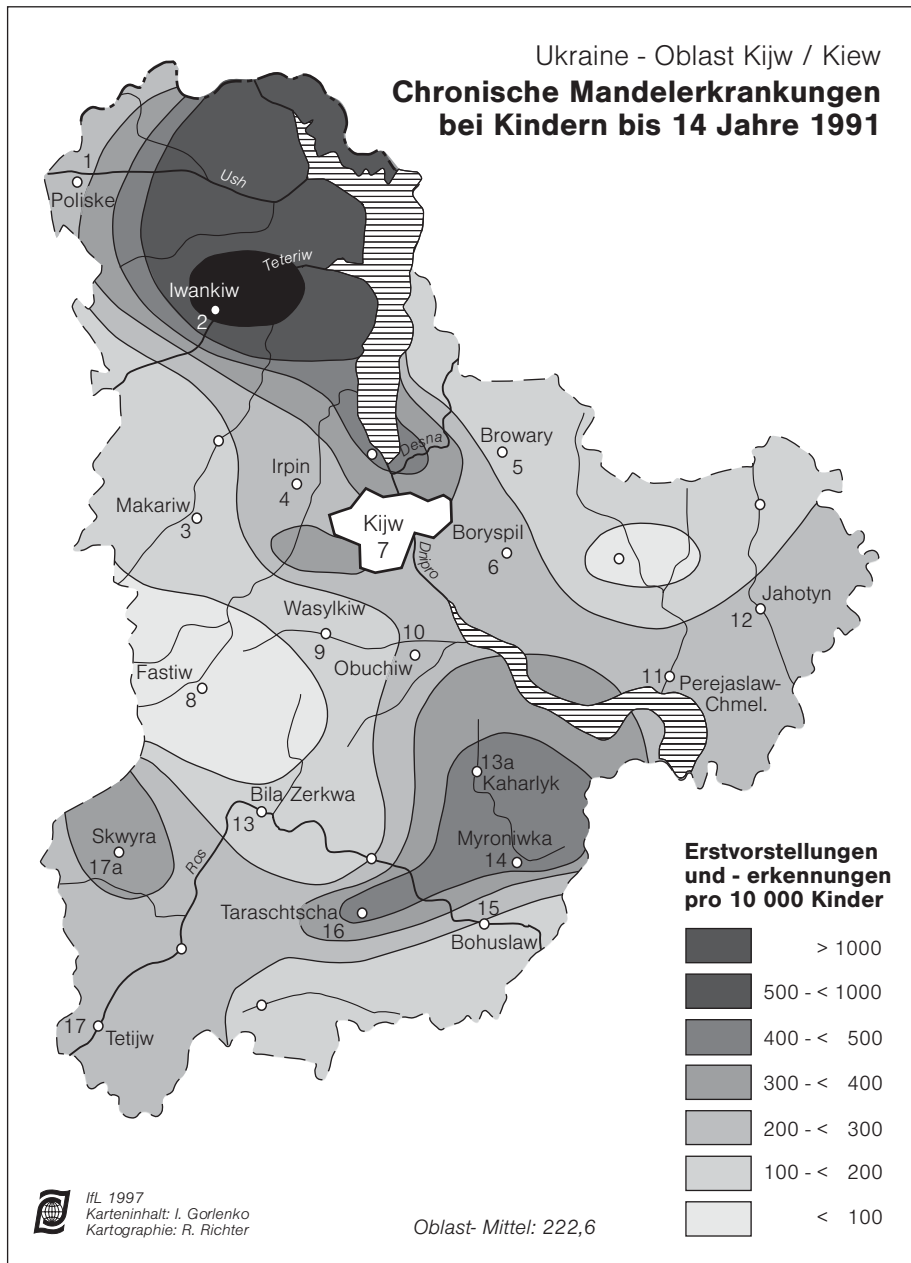 Ukraine - Oblast Kijw / Kiew
Chronische Mandelerkrankungen
bei Kindern bis 14 Jahre 1991
1
Poliske
Ush
Teteriw
Iwankiw
2
Desna
Browary
5
Irpin
4
Makariw
3
Kijw
7
Boryspil
6
Dnipro
Jahotyn
12
Wasylkiw
9
10
Obuchiw
Fastiw
8
11
Perejaslaw-
Chmel.
13a
Kaharlyk
Bila Zerkwa
13
Myroniwka
14
Skwyra
17a
Ros
Taraschtscha
16
15
Bohuslaw
17
Tetijw
Erstvorstellungen
und - erkennungen
pro 10 000 Kinder
> 1000
500 - < 1000
400 - < 500
300 - < 400
200 - < 300
100 - < 200
< 100
IfL 1997
Karteninhalt: I. Gorlenko
Kartographie: R. Richter
Oblast- Mittel: 222,6